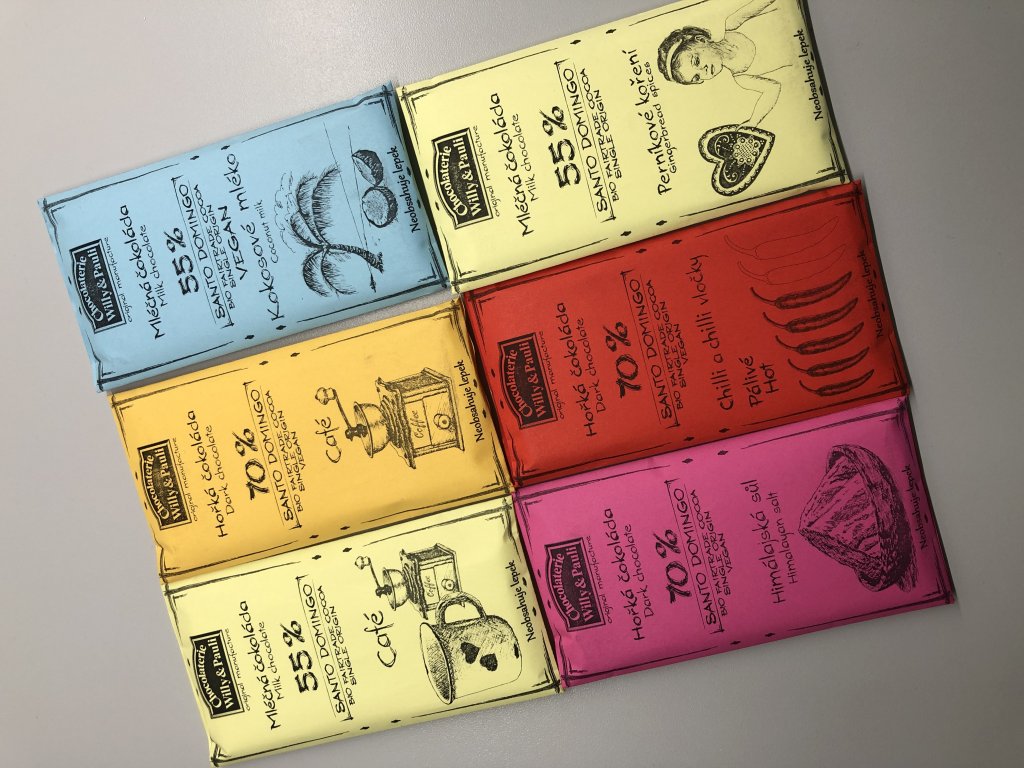 Chocolaterie
Willy & Pauli
original manufacture
Mléčná čokoláda
Milk chocolate
55%
SANTO DOMINGO
BIO FAIRTRADE COCOA
SINGLE ORIGIN
VEGAN
Kokosové mléko
Coconut milk
Neobsahuje lepek
Chocolaterie
Willy & Pauli
original manufacture
Mléčná čokoláda
Milk chocolate
55%
SANTO DOMINGO
BIO FAIRTRADE COCOA
SINGLE ORIGIN
Perníkové koření
Gingerbread spices
Neobsahuje lepek
Chocolaterie
Willy & Pauli
original manufacture
Hořká čokoláda
Dark chocolate
70%
SANTO DOMINGO
BIO FAIRTRADE COCOA
SINGLE ORIGIN
VEGAN
Café
Coffee
Neobsahuje lepek
Chocolaterie
Willy & Pauli
original manufacture
Hořká čokoláda
Dark chocolate
70%
SANTO DOMINGO
BIO FAIRTRADE COCOA
SINGLE ORIGIN
VEGAN
Chilli a chilli vločky
Pálivé
Hot
Neobsahuje lepek
Chocolaterie
Willy & Pauli
original manufacture
Mléčná čokoláda
Milk chocolate
55%
SANTO DOMINGO
BIO FAIRTRADE COCOA
SINGLE ORIGIN
Café
Coffee
Neobsahuje lepek
Chocolaterie
Willy & Pauli
original manufacture
Hořká čokoláda
Dark chocolate
70%
SANTO DOMINGO
BIO FAIRTRADE COCOA
SINGLE ORIGIN
VEGAN
Himálajská sůl
Himalayan salt
Neobsahuje lepek